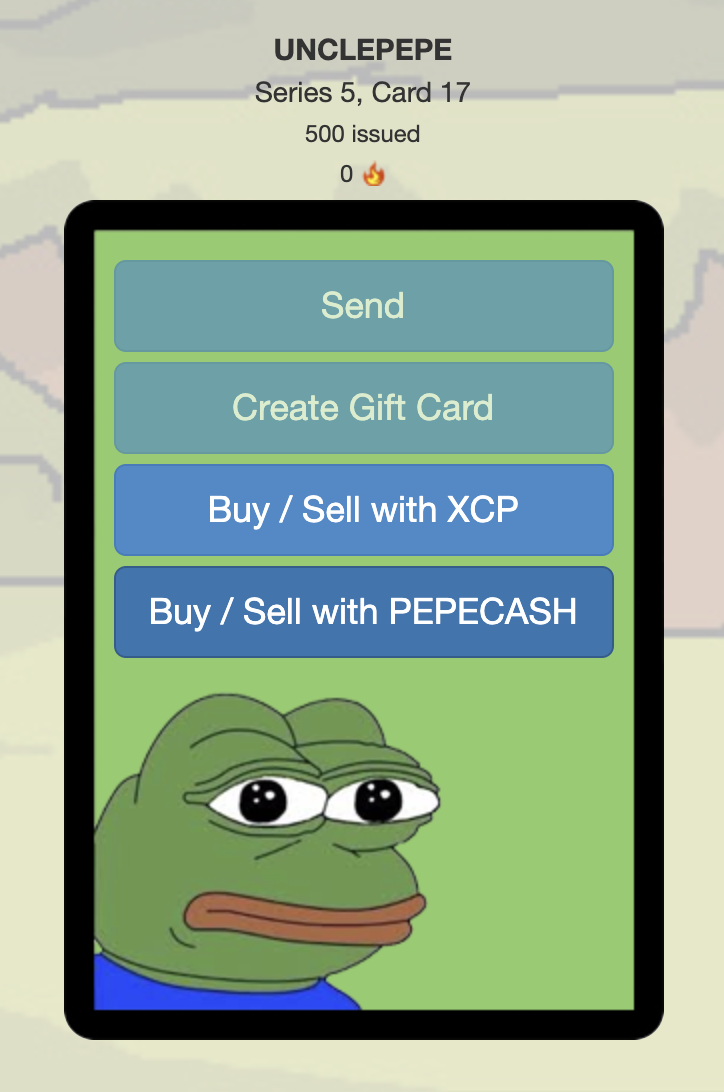 UNCLEPEPE
Series 5, Card 17
500 issued
0 🔥
Send
Create Gift Card
Buy / Sell with XCP
Buy / Sell with PEPECASH